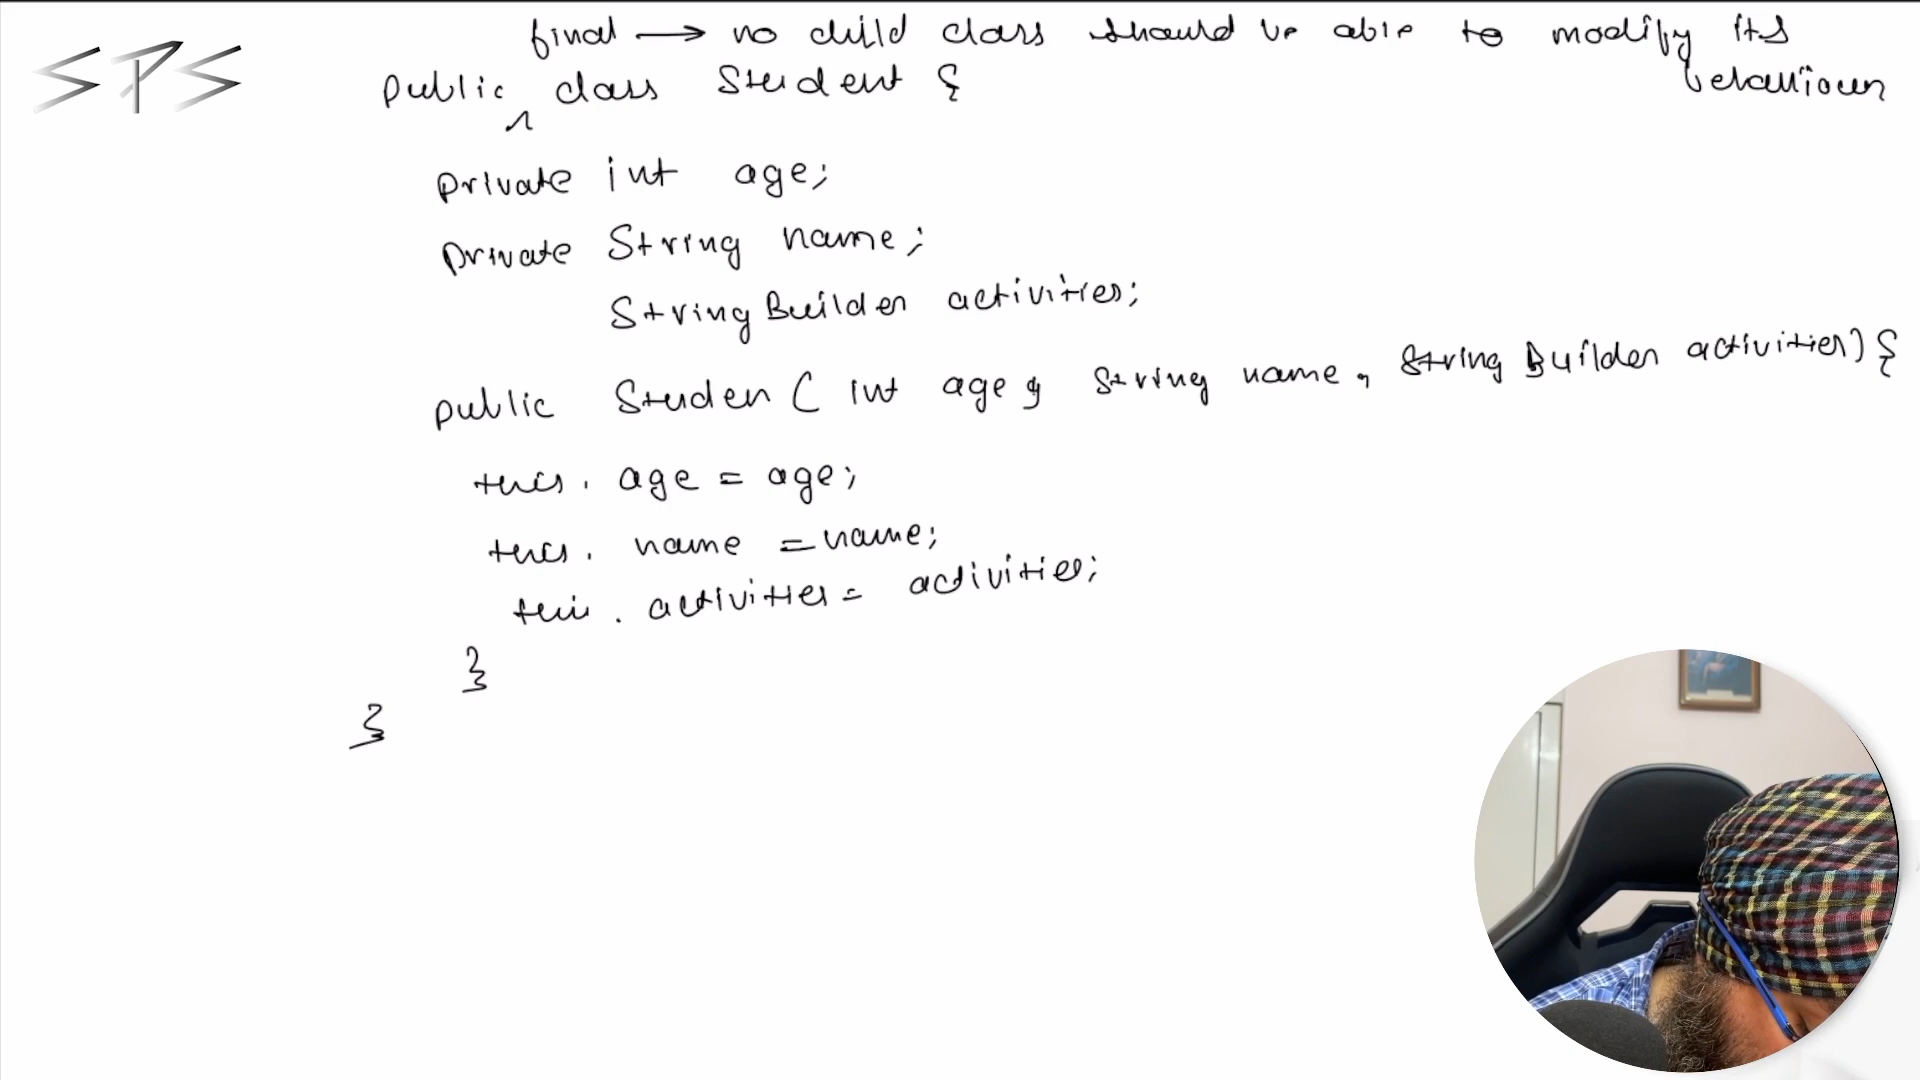 SPS
final → no child class should be able to modify its behaviour
public ^ class Student {
private int age;
private String name;
StringBuilder activities;
public Studen ( int age, String name, String Builder activities) {
this. age = age;
this. name = name;
this. activities = activities;
}
}